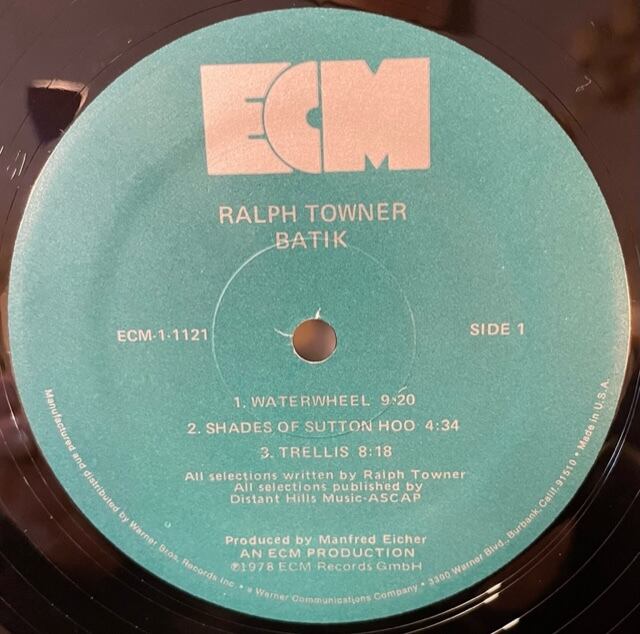 ECM
RALPH TOWNER
BATIK
ECM-1-1121
SIDE 1
1. WATERWHEEL 9:20
2. SHADES OF SUTTON HOO 4:34
3. TRELLIS 8:18
All selections written by Ralph Towner
All selections published by
Distant Hills Music-ASCAP
Produced by Manfred Eicher
AN ECM PRODUCTION
℗1978 ECM Records GmbH
Manufactured and distributed by Warner Bros. Records Inc. • a Warner Communications Company • 3300 Warner Blvd., Burbank, Calif. 91510 • Made in U.S.A.